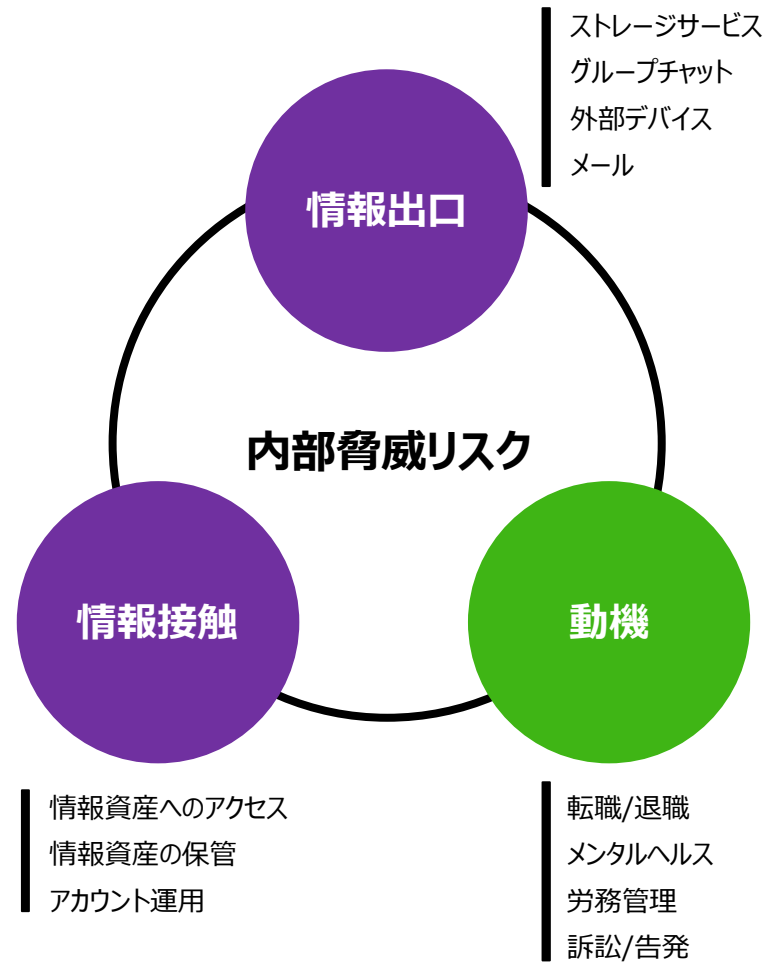 ストレージサービス
グループチャット
外部デバイス
メール
情報出口
内部脅威リスク
情報接触
動機
情報資産へのアクセス
情報資産の保管
アカウント運用
転職/退職
メンタルヘルス
労務管理
訴訟/告発